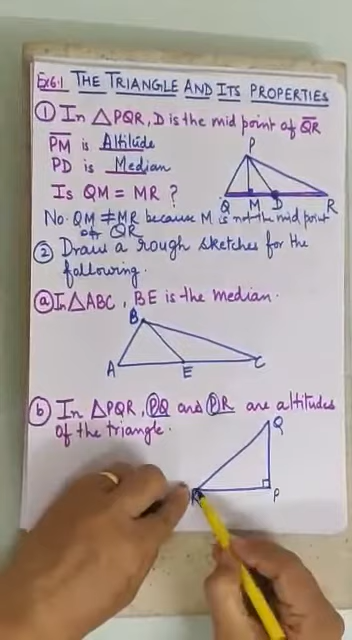 Ex6.1 THE TRIANGLE AND ITS PROPERTIES
① In △PQR, D is the mid point of QR
PM is Altitude
PD is Median
Is QM = MR ?
P
Q M D R
No. QM ≠ MR because M is not the mid point
of QR
② Draw a rough sketches for the
following.
ⓐ In △ABC, BE is the median.
B
A E C
ⓑ In △PQR, PQ and PR are altitudes
of the triangle.
Q
P